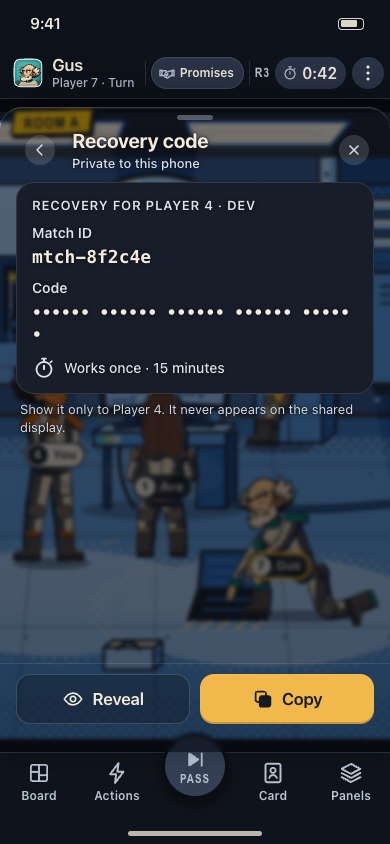 9:41
Gus
Player 7 · Turn
Promises
R3
0:42
ROOM A
Recovery code
Private to this phone
RECOVERY FOR PLAYER 4 · DEV
Match ID
mtch-8f2c4e
Code
•••••• •••••• •••••• •••••• •••••
•
Works once · 15 minutes
Show it only to Player 4. It never appears on the shared
display.
4 You
Reveal
Copy
PASS
Board
Actions
Card
Panels